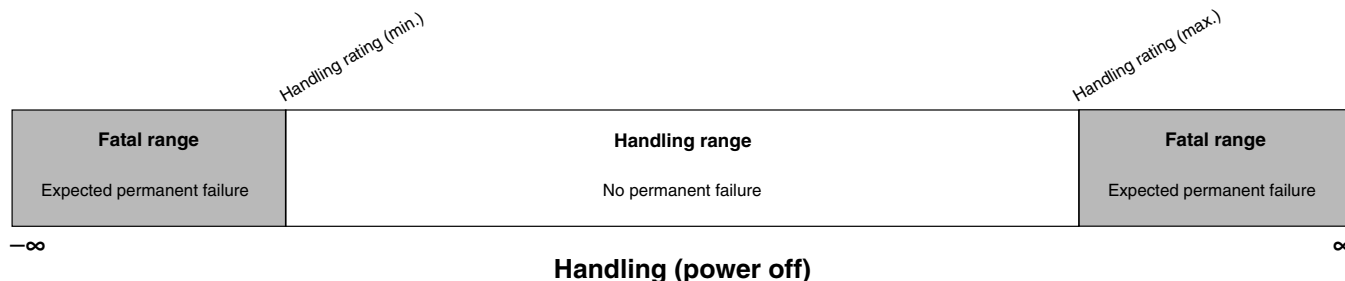 Handling rating (min.)
Handling rating (max.)
Fatal range
Handling range
Fatal range
Expected permanent failure
No permanent failure
Expected permanent failure
–∞
∞
Handling (power off)